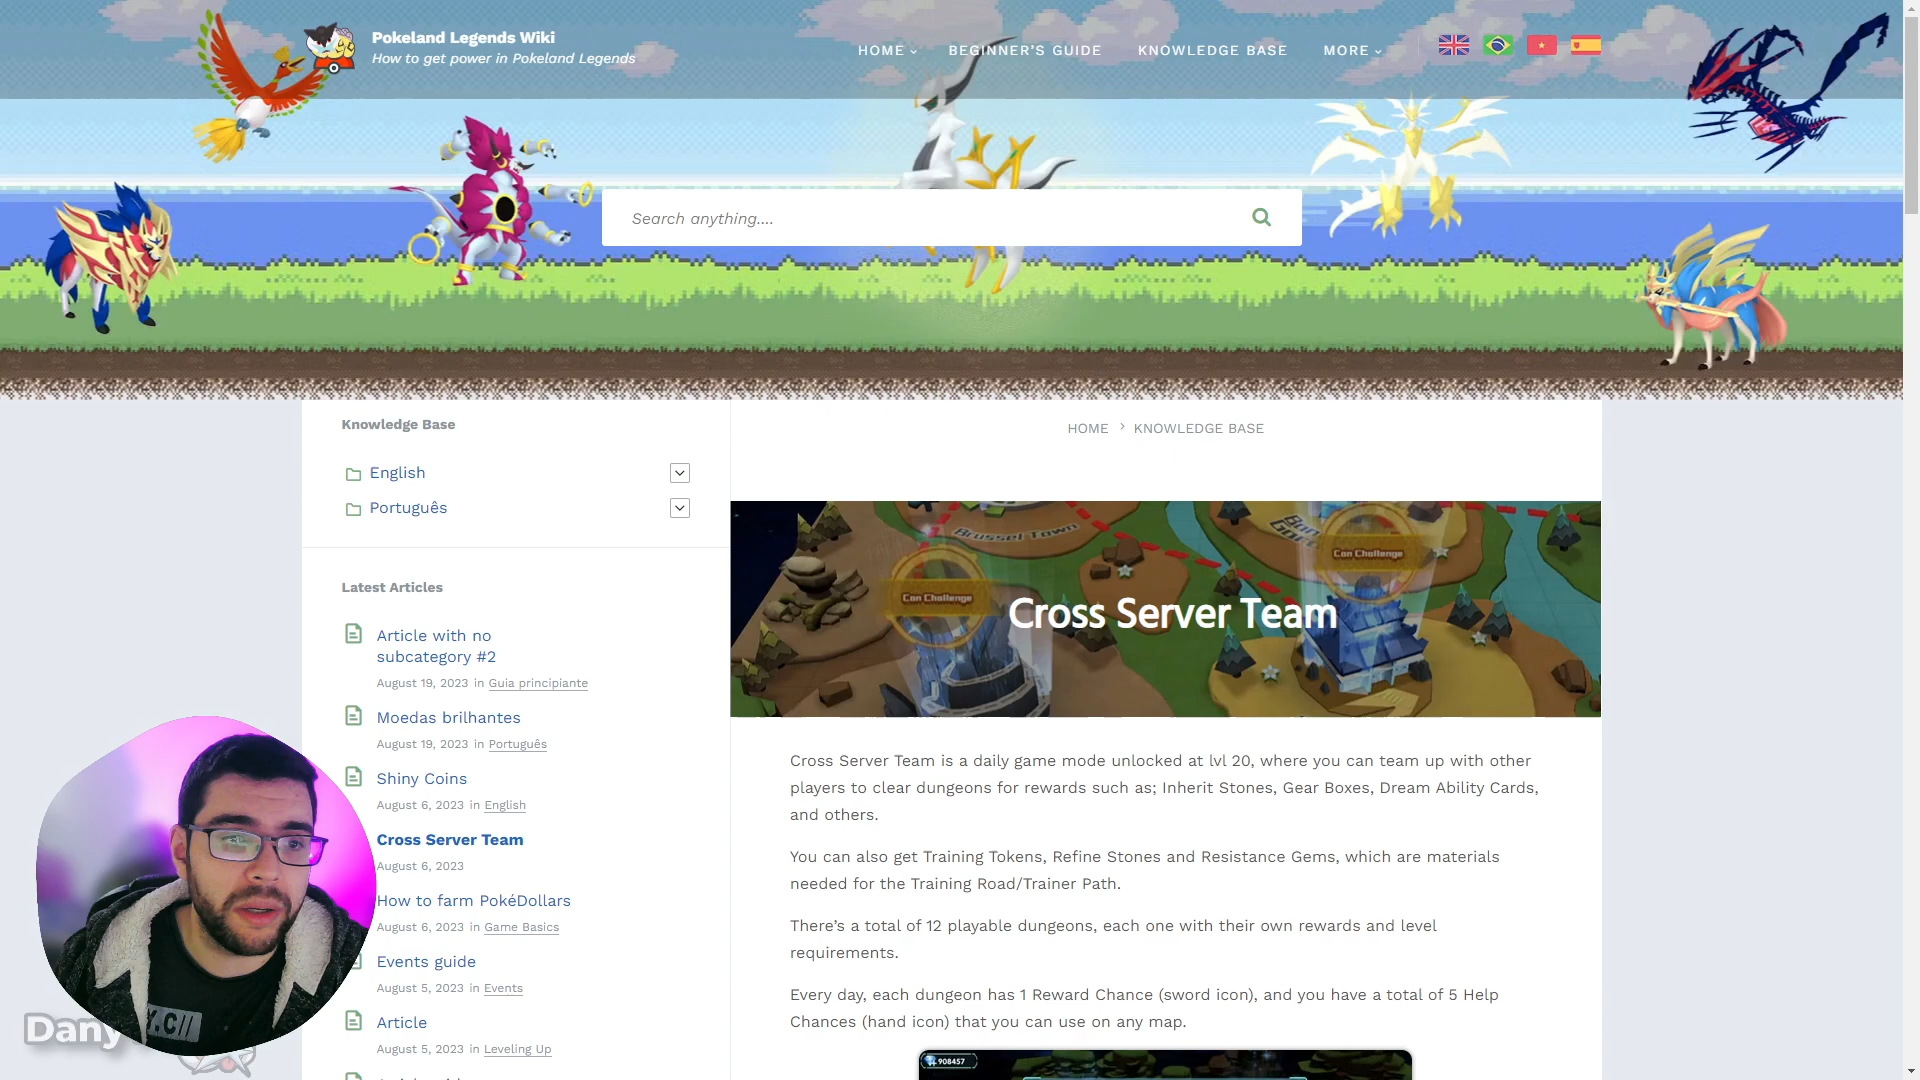 Pokeland Legends Wiki
How to get power in Pokeland Legends
HOME BEGINNER'S GUIDE KNOWLEDGE BASE MORE
Search anything....
Knowledge Base
English
Português
Latest Articles
Article with no
subcategory #2
August 19, 2023 in Guia principiante
Moedas brilhantes
August 19, 2023 in Português
Shiny Coins
August 6, 2023 in English
Cross Server Team
August 6, 2023
How to farm PokéDollars
August 6, 2023 in Game Basics
Events guide
August 5, 2023 in Events
Article
August 5, 2023 in Leveling Up
HOME > KNOWLEDGE BASE
Brussel Town
Can Challenge
Can Challenge
Cross Server Team
Cross Server Team is a daily game mode unlocked at lvl 20, where you can team up with other
players to clear dungeons for rewards such as; Inherit Stones, Gear Boxes, Dream Ability Cards,
and others.
You can also get Training Tokens, Refine Stones and Resistance Gems, which are materials
needed for the Training Road/Trainer Path.
There's a total of 12 playable dungeons, each one with their own rewards and level
requirements.
Every day, each dungeon has 1 Reward Chance (sword icon), and you have a total of 5 Help
Chances (hand icon) that you can use on any map.
908457
Dany